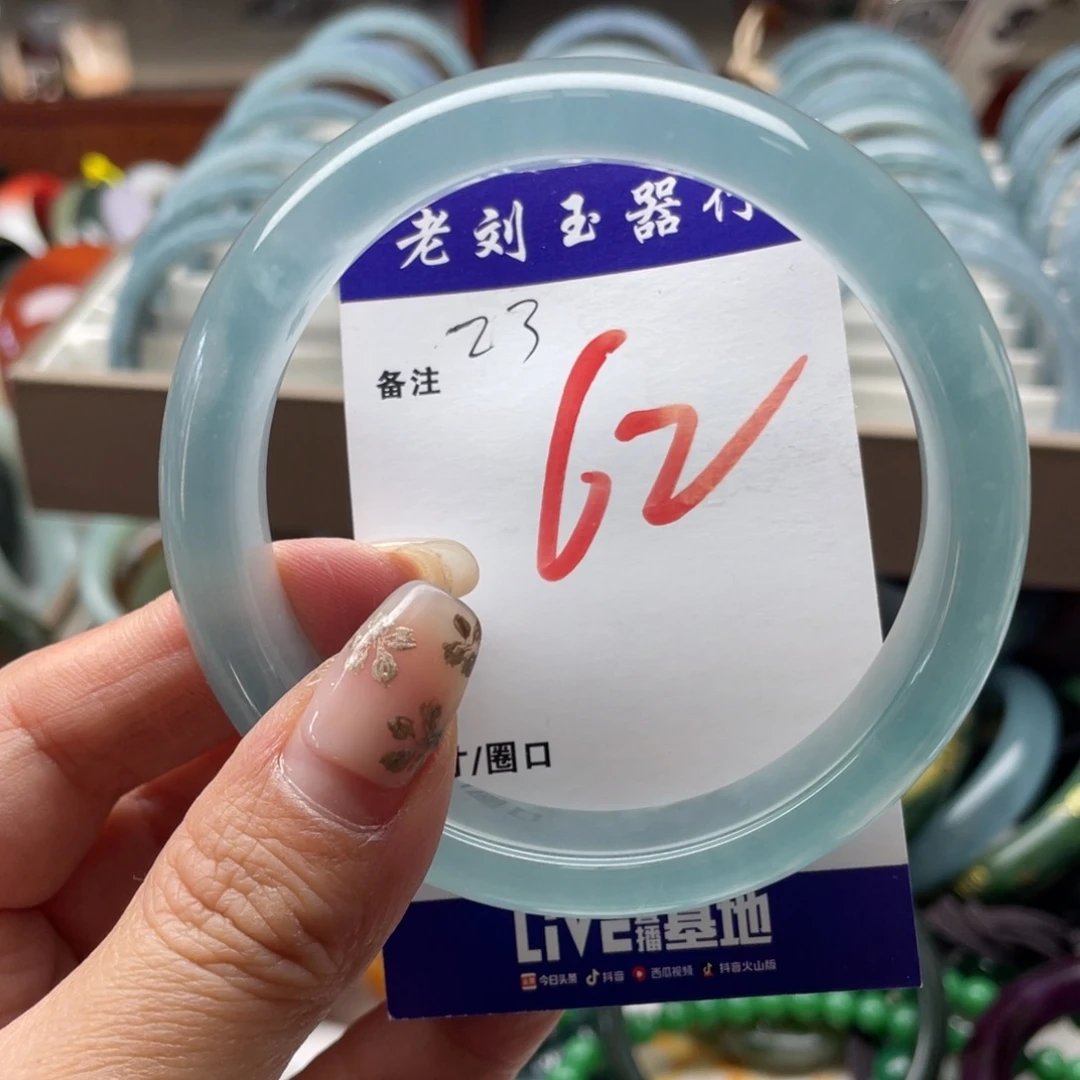 老刘玉器行
23
备注
62
寸/圈口
LIVE直播基地
今日头条 抖音 西瓜视频 抖音火山版